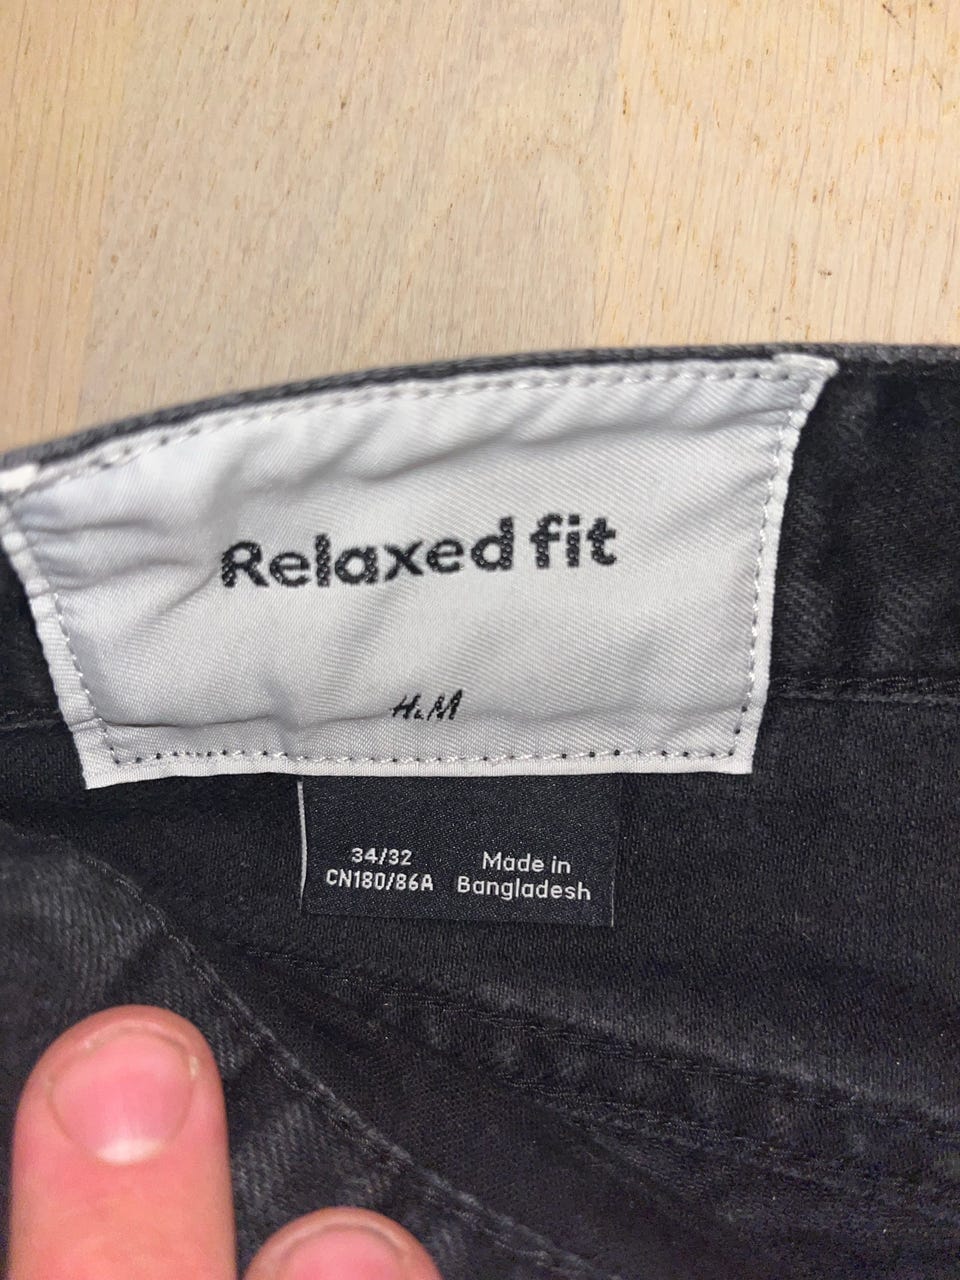 Relaxed fit
H&M
34/32
CN180/86A
Made in
Bangladesh